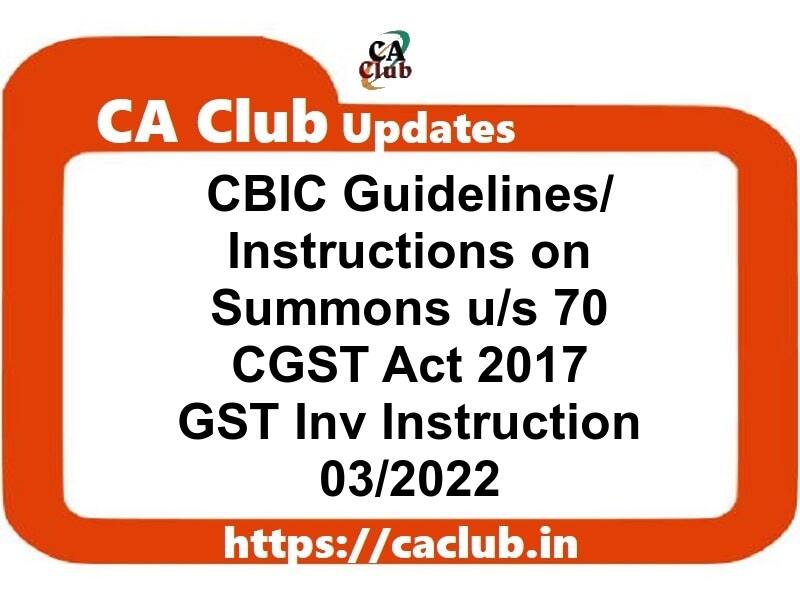 CA
Club
CA Club Updates
CBIC Guidelines/
Instructions on
Summons u/s 70
CGST Act 2017
GST Inv Instruction
03/2022
https://caclub.in